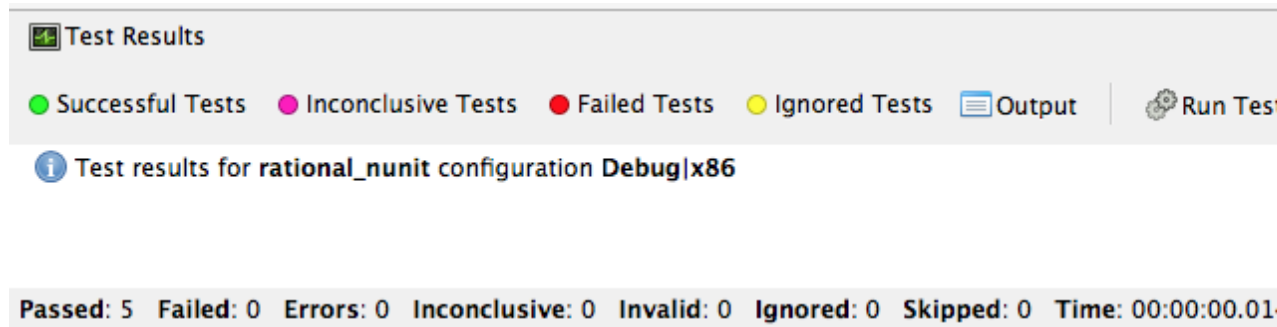 Test Results
Successful Tests Inconclusive Tests Failed Tests Ignored Tests Output Run Test
Test results for rational_nunit configuration Debug|x86
Passed: 5 Failed: 0 Errors: 0 Inconclusive: 0 Invalid: 0 Ignored: 0 Skipped: 0 Time: 00:00:00.01